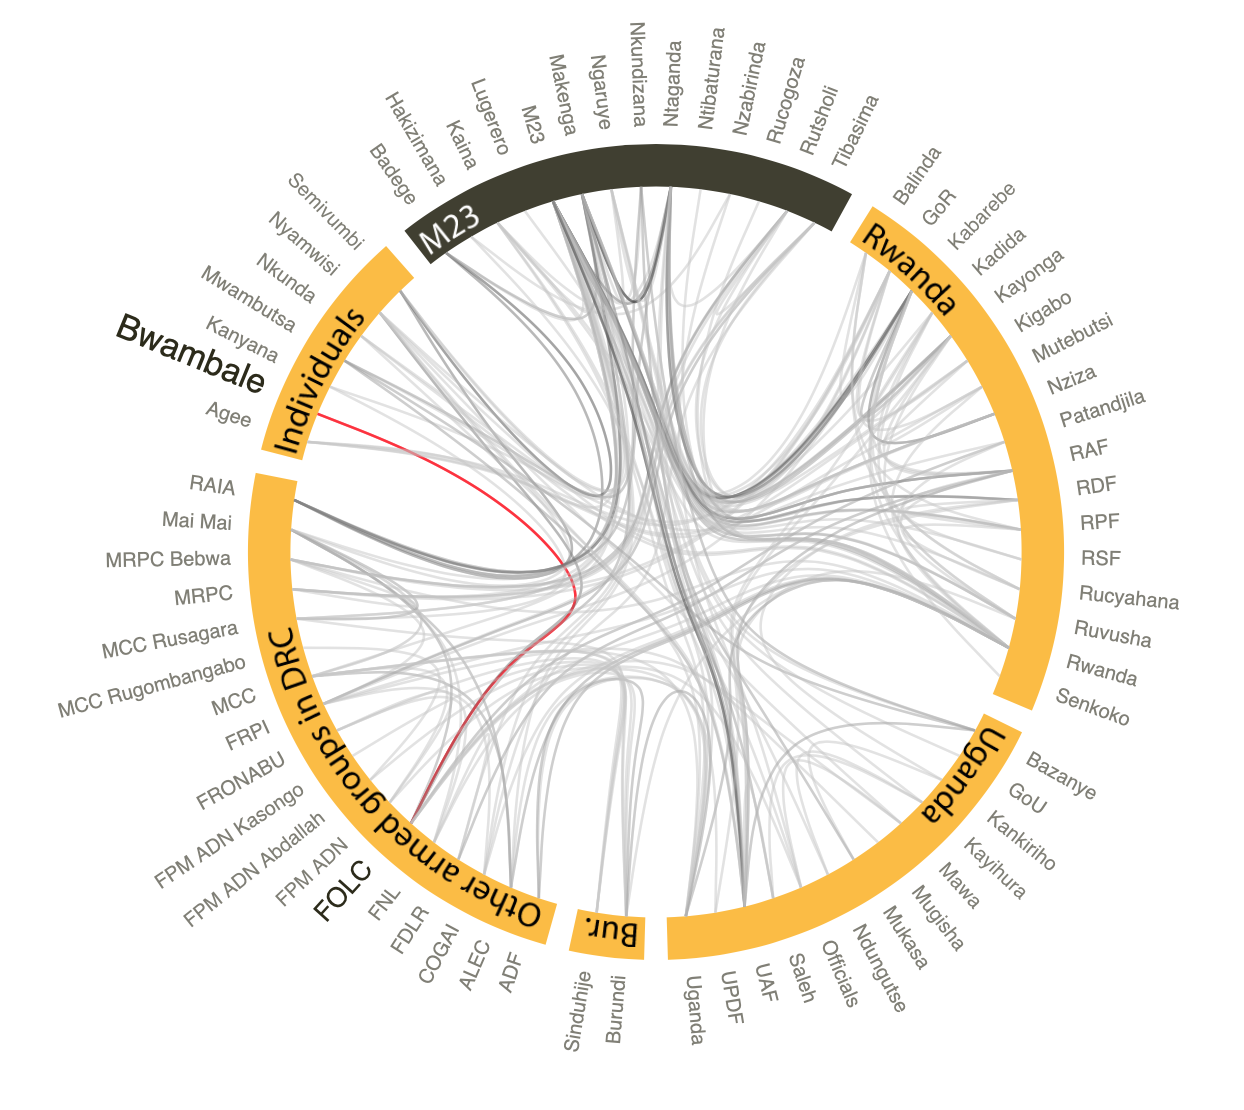 M23
Badege
Hakizimana
Kaina
Lugerero
M23
Makenga
Ngaruye
Nkundizana
Ntaganda
Ntibaturana
Nzabirinda
Rucogoza
Rutsholi
Tibasima
Rwanda
Balinda
GoR
Kabarebe
Kadida
Kayonga
Kigabo
Mutebutsi
Nziza
Patandjila
RAF
RDF
RPF
RSF
Rucyahana
Ruvusha
Rwanda
Senkoko
Uganda
Bazanye
GoU
Kankiriho
Kayihura
Mawa
Mugisha
Mukasa
Ndungutse
Officials
Saleh
UAF
UPDF
Uganda
Bur.
Burundi
Sinduhije
Other armed groups in DRC
ADF
ALEC
COGAI
FDLR
FNL
FOLC
FPM ADN
FPM ADN Abdallah
FPM ADN Kasongo
FRONABU
FRPI
MCC
MCC Rugombangabo
MCC Rusagara
MRPC
MRPC Bebwa
Mai Mai
RAIA
Individuals
Agee
Bwambale
Kanyana
Mwambutsa
Nkunda
Nyamwisi
Semivumbi